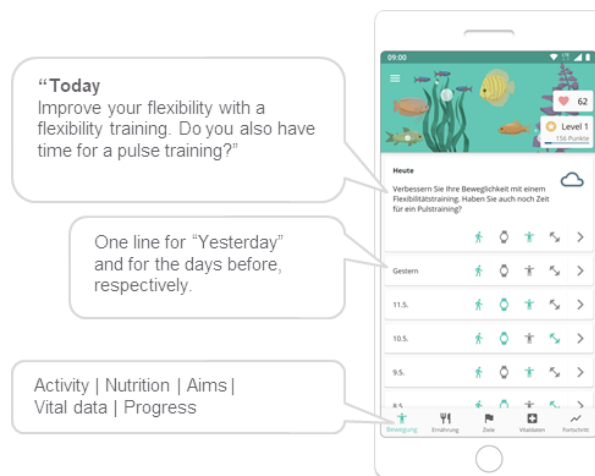 “Today
Improve your flexibility with a
flexibility training. Do you also have
time for a pulse training?”
One line for “Yesterday”
and for the days before,
respectively.
Activity | Nutrition | Aims |
Vital data | Progress
09:00
LTE
62
Level 1
156 Punkte
Heute
Verbessern Sie Ihre Beweglichkeit mit einem
Flexibilitätstraining. Haben Sie auch noch Zeit
für ein Pulstraining?
Gestern
11.5.
10.5.
9.5.
8.5.
Bewegung Ernährung Ziele Vitaldaten Fortschritt